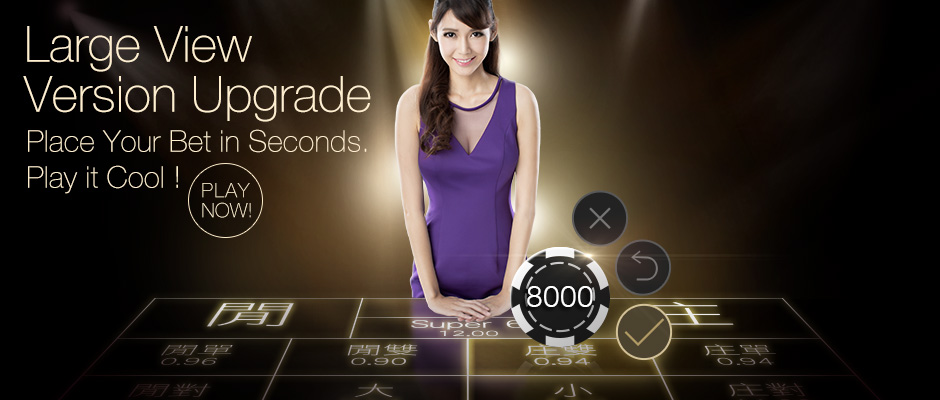 Large View
Version Upgrade
Place Your Bet in Seconds.
Play it Cool !
PLAY
NOW!
8000
閒
Super 6
主
12.00
閒單
閒雙
庄雙
庄單
0.96
0.90
0.94
0.94
閒對
大
小
庄對